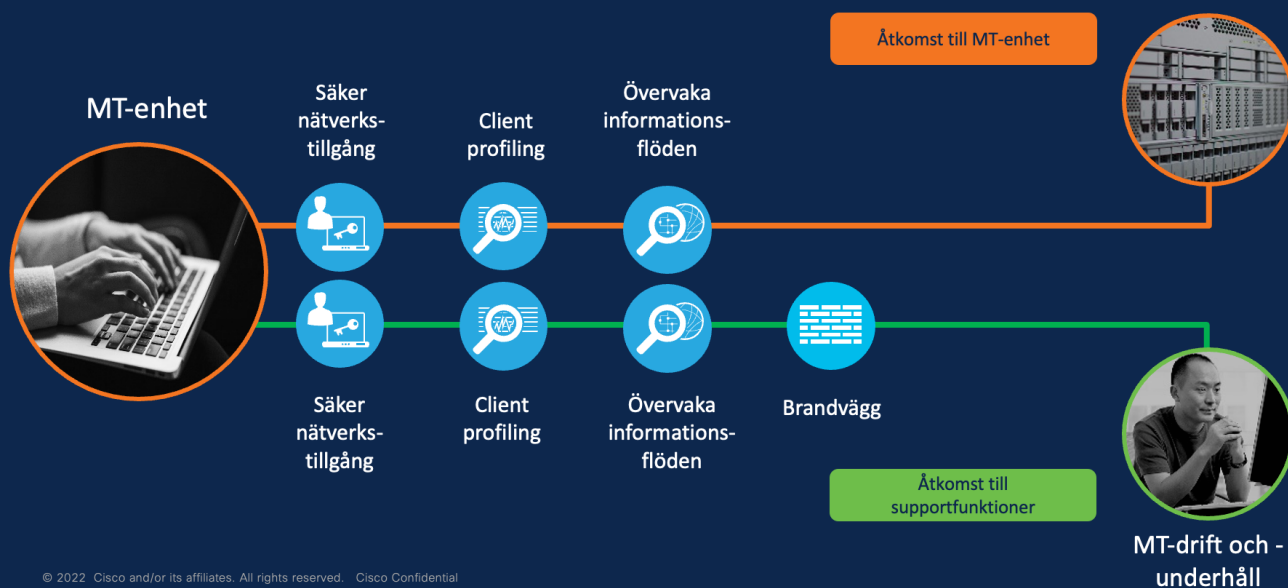 Åtkomst till MT-enhet
MT-enhet
Säker
nätverks-
tillgång
Client
profiling
Övervaka
informations-
flöden
Säker
nätverks-
tillgång
Client
profiling
Övervaka
informations-
flöden
Brandvägg
Åtkomst till
supportfunktioner
MT-drift och -
underhåll
© 2022 Cisco and/or its affiliates. All rights reserved. Cisco Confidential